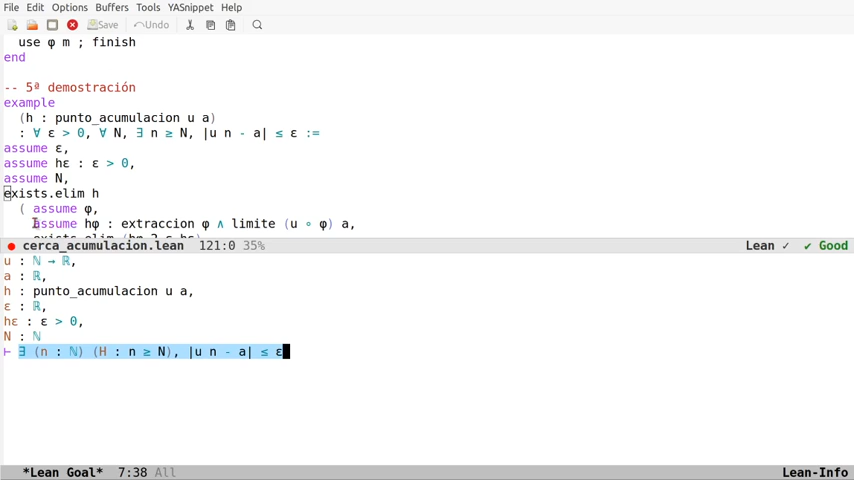 File Edit Options Buffers Tools YASnippet Help
Save Undo
use φ m ; finish
end
-- 5ª demostración
example
(h : punto_acumulacion u a)
: ∀ ε > 0, ∀ N, ∃ n ≥ N, |u n - a| ≤ ε :=
assume ε,
assume hε : ε > 0,
assume N,
exists.elim h
( assume φ,
assume hφ : extraccion φ ∧ limite (u ∘ φ) a,
cerca_acumulacion.lean 121:0 35% Lean ✓ ✔ Good
u : ℕ → ℝ,
a : ℝ,
h : punto_acumulacion u a,
ε : ℝ,
hε : ε > 0,
N : ℕ
⊢ ∃ (n : ℕ) (H : n ≥ N), |u n - a| ≤ ε
*Lean Goal* 7:38 All Lean-Info